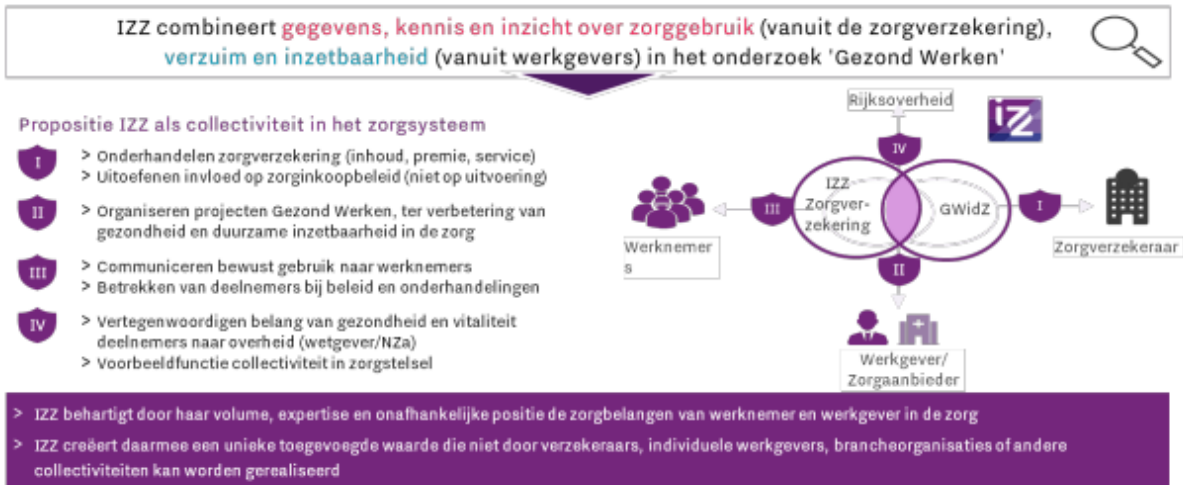 IZZ combineert gegevens, kennis en inzicht over zorggebruik (vanuit de zorgverzekering),
verzuim en inzetbaarheid (vanuit werkgevers) in het onderzoek 'Gezond Werken'
Propositie IZZ als collectiviteit in het zorgsysteem
I
> Onderhandelen zorgverzekering (inhoud, premie, service)
> Uitoefenen invloed op zorginkoopbeleid (niet op uitvoering)
II
> Organiseren projecten Gezond Werken, ter verbetering van
gezondheid en duurzame inzetbaarheid in de zorg
III
> Communiceren bewust gebruik naar werknemers
> Betrekken van deelnemers bij beleid en onderhandelingen
IV
> Vertegenwoordigen belang van gezondheid en vitaliteit
deelnemers naar overheid (wetgever/NZa)
> Voorbeeldfunctie collectiviteit in zorgstelsel
Rijksoverheid
iZZ
IV
IZZ
Zorgver-
zekering
GWidZ
III
I
Werknemer
s
Zorgverzekeraar
II
Werkgever/
Zorgaanbieder
> IZZ behartigt door haar volume, expertise en onafhankelijke positie de zorgbelangen van werknemer en werkgever in de zorg
> IZZ creëert daarmee een unieke toegevoegde waarde die niet door verzekeraars, individuele werkgevers, brancheorganisaties of andere
collectiviteiten kan worden gerealiseerd